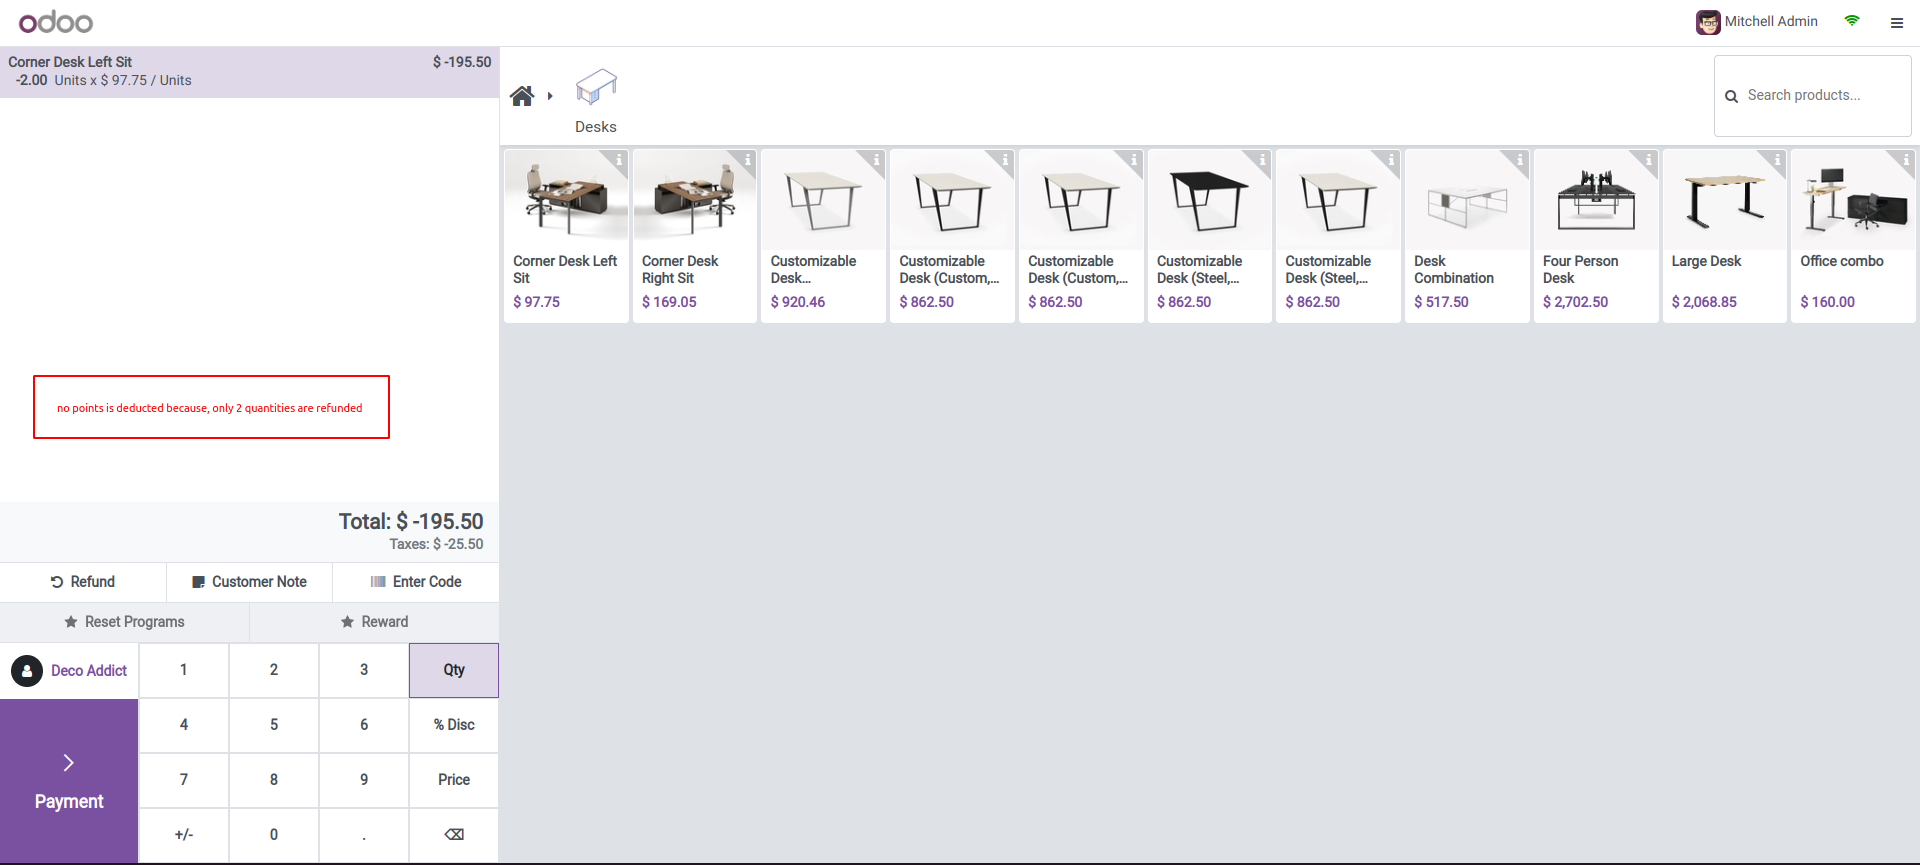 odoo
Mitchell Admin
Corner Desk Left Sit
$ -195.50
-2.00 Units x $ 97.75 / Units
Desks
Search products...
Corner Desk Left Sit
$ 97.75
Corner Desk Right Sit
$ 169.05
Customizable Desk...
$ 920.46
Customizable Desk (Custom,...
$ 862.50
Customizable Desk (Custom,...
$ 862.50
Customizable Desk (Steel,...
$ 862.50
Customizable Desk (Steel,...
$ 862.50
Desk Combination
$ 517.50
Four Person Desk
$ 2,702.50
Large Desk
$ 2,068.85
Office combo
$ 160.00
no points is deducted because, only 2 quantities are refunded
Total: $ -195.50
Taxes: $ -25.50
Refund
Customer Note
Enter Code
Reset Programs
Reward
Deco Addict
1
2
3
Qty
4
5
6
% Disc
7
8
9
Price
Payment
+/-
0
.